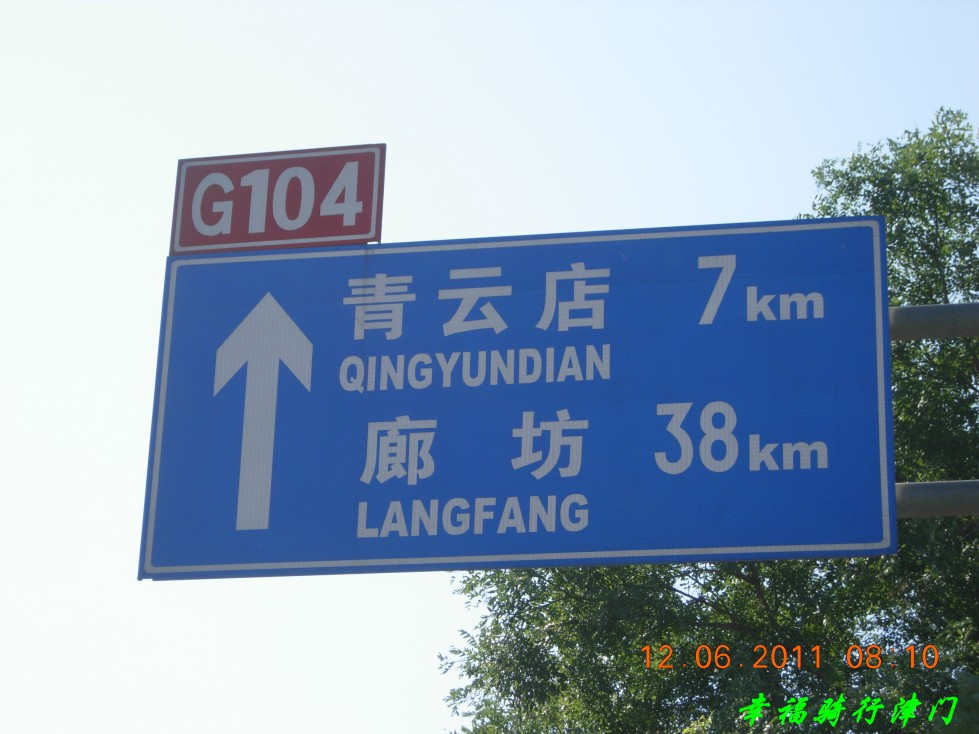 G104
青云店 7km
QINGYUNDIAN
廊坊 38km
LANGFANG
12.06.2011 08.10
幸福骑行津门